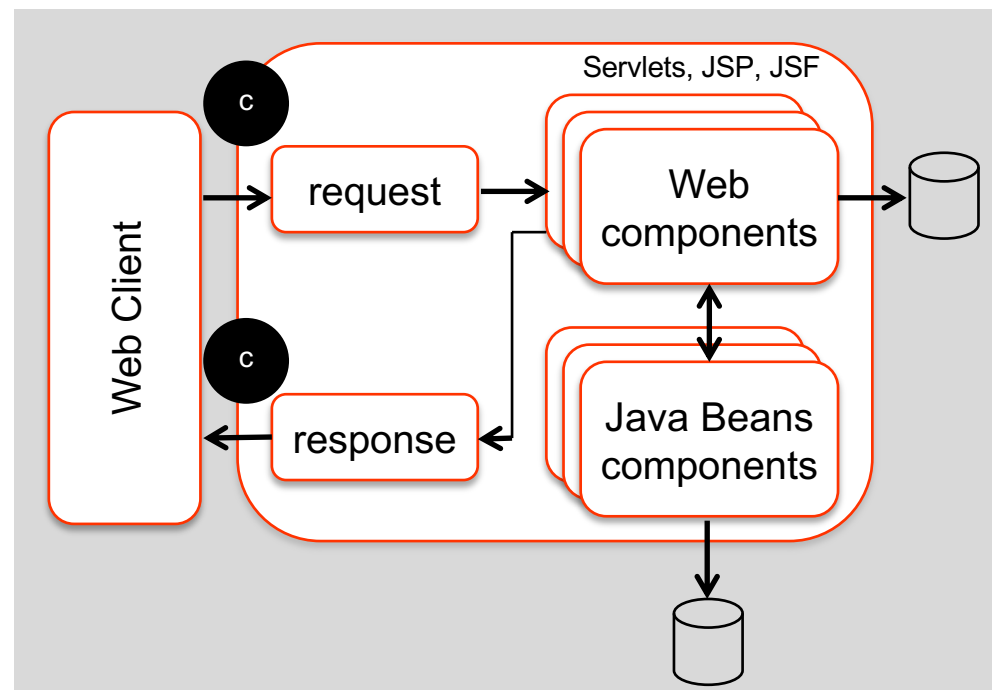 Servlets, JSP, JSF
c
Web Client
request
Web
components
c
response
Java Beans
components